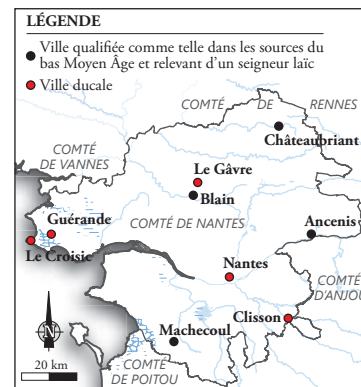 LÉGENDE
Ville qualifiée comme telle dans les sources du
bas Moyen Âge et relevant d'un seigneur laïc
Ville ducale
COMTÉ DE RENNES
Châteaubriant
COMTÉ
DE VANNES
Le Gâvre
Blain
Guérande
COMTÉ DE NANTES
Ancenis
Le Croisic
Nantes
COMTÉ
D'ANJOU
Clisson
Machecoul
N
20 km
COMTÉ
DE POITOU